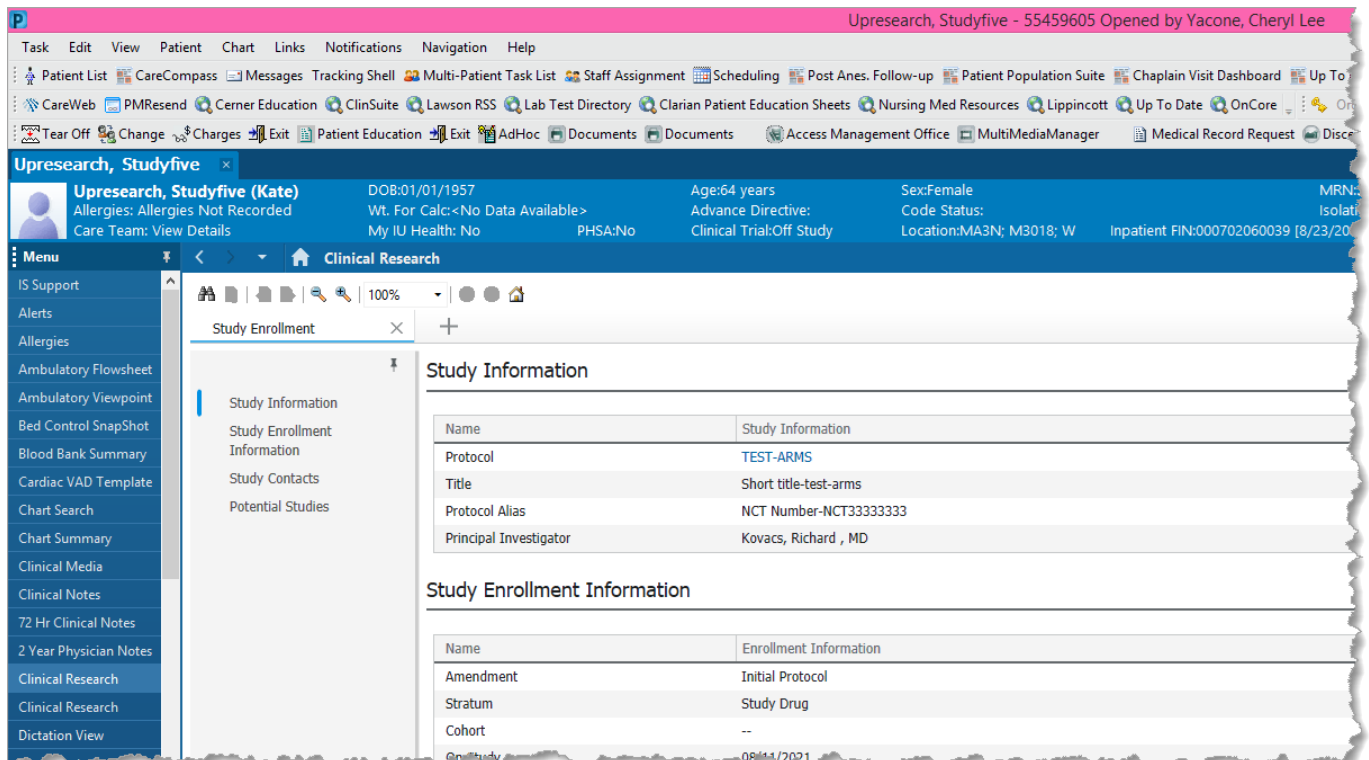 Upresearch, Studyfive - 55459605 Opened by Yacone, Cheryl Lee
Task Edit View Patient Chart Links Notifications Navigation Help
Patient List CareCompass Messages Tracking Shell Multi-Patient Task List Staff Assignment Scheduling Post Anes. Follow-up Patient Population Suite Chaplain Visit Dashboard Up To
CareWeb PMResend Cerner Education ClinSuite Lawson RSS Lab Test Directory Clarian Patient Education Sheets Nursing Med Resources Lippincott Up To Date OnCore
Tear Off Change Charges Exit Patient Education Exit AdHoc Documents Documents Access Management Office MultiMediaManager Medical Record Request
Upresearch, Studyfive
Upresearch, Studyfive (Kate) DOB:01/01/1957 Age:64 years Sex:Female MRN:
Allergies: Allergies Not Recorded Wt. For Calc:<No Data Available> Advance Directive: Code Status:
Care Team: View Details My IU Health: No PHSA:No Clinical Trial:Off Study Location:MA3N; M3018; W Inpatient FIN:000702060039 [8/23/20
Menu
Clinical Research
IS Support
Alerts
Allergies
Ambulatory Flowsheet
Ambulatory Viewpoint
Bed Control SnapShot
Blood Bank Summary
Cardiac VAD Template
Chart Search
Chart Summary
Clinical Media
Clinical Notes
72 Hr Clinical Notes
2 Year Physician Notes
Clinical Research
Clinical Research
Dictation View
100%
Study Enrollment
Study Information
Study Enrollment
Information
Study Contacts
Potential Studies
Study Information
Name Study Information
Protocol TEST-ARMS
Title Short title-test-arms
Protocol Alias NCT Number-NCT33333333
Principal Investigator Kovacs, Richard , MD
Study Enrollment Information
Name Enrollment Information
Amendment Initial Protocol
Stratum Study Drug
Cohort --
On Study 08/11/2021